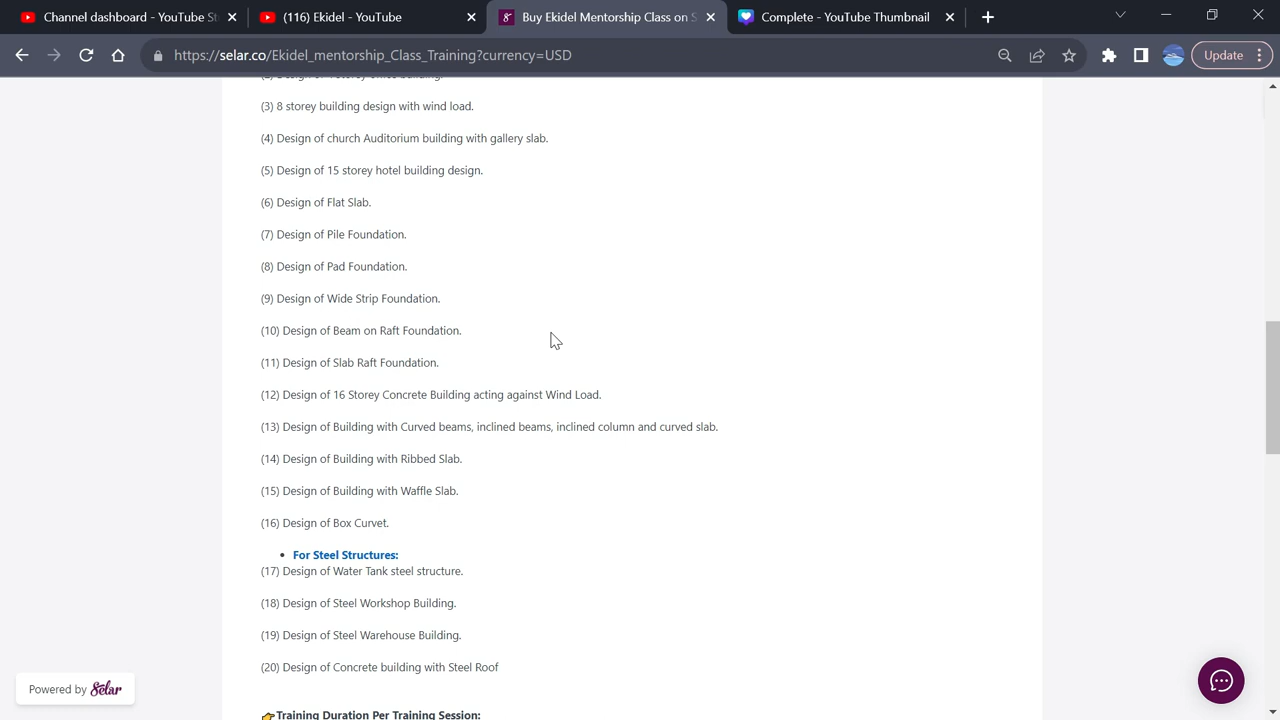 Channel dashboard - YouTube St
(116) Ekidel - YouTube
Buy Ekidel Mentorship Class on S
Complete - YouTube Thumbnail
https://selar.co/Ekidel_mentorship_Class_Training?currency=USD
Update
(3) 8 storey building design with wind load.
(4) Design of church Auditorium building with gallery slab.
(5) Design of 15 storey hotel building design.
(6) Design of Flat Slab.
(7) Design of Pile Foundation.
(8) Design of Pad Foundation.
(9) Design of Wide Strip Foundation.
(10) Design of Beam on Raft Foundation.
(11) Design of Slab Raft Foundation.
(12) Design of 16 Storey Concrete Building acting against Wind Load.
(13) Design of Building with Curved beams, inclined beams, inclined column and curved slab.
(14) Design of Building with Ribbed Slab.
(15) Design of Building with Waffle Slab.
(16) Design of Box Curvet.
• For Steel Structures:
(17) Design of Water Tank steel structure.
(18) Design of Steel Workshop Building.
(19) Design of Steel Warehouse Building.
(20) Design of Concrete building with Steel Roof
Powered by Selar
👉Training Duration Per Training Session: